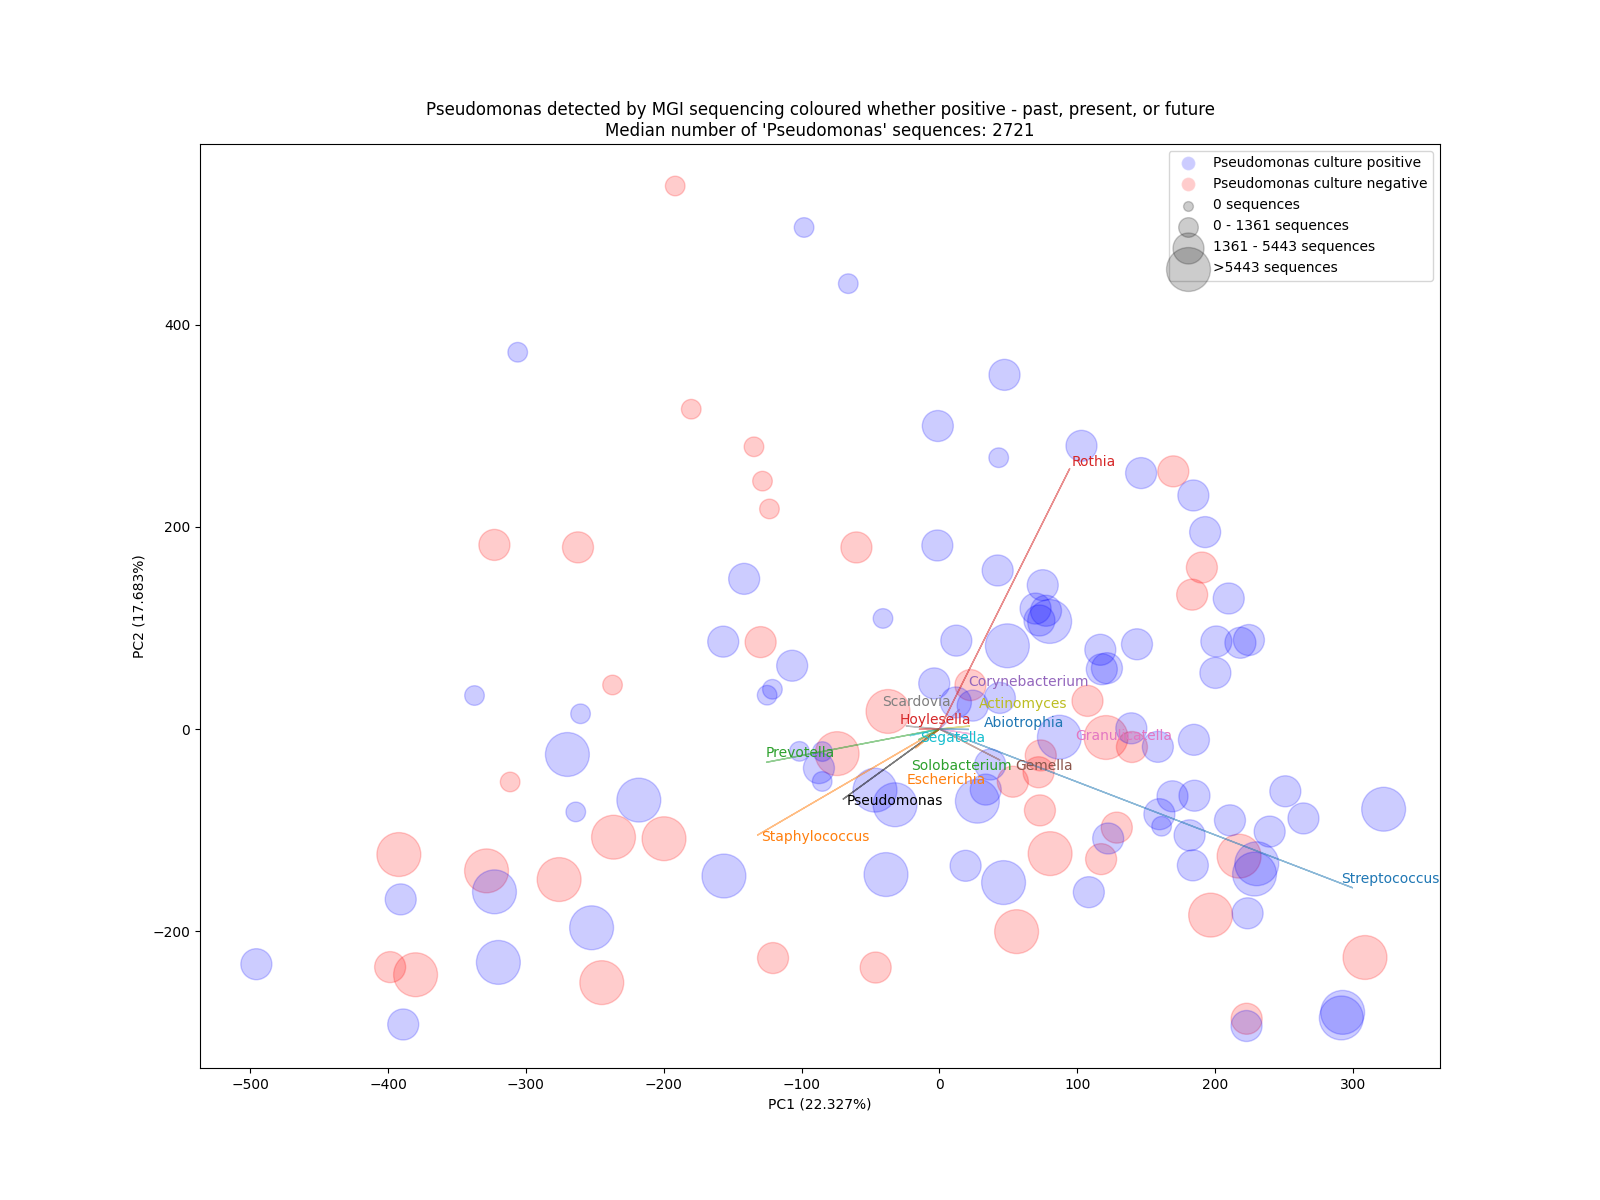 Pseudomonas detected by MGI sequencing coloured whether positive - past, present, or future
Median number of 'Pseudomonas' sequences: 2721
Pseudomonas culture positive
Pseudomonas culture negative
0 sequences
0 - 1361 sequences
1361 - 5443 sequences
>5443 sequences
PC2 (17.683%)
400
200
0
−200
Rothia
Corynebacterium
Scardovia
Actinomyces
Hoylesella
Abiotrophia
Segatella
Granulicatella
Prevotella
Solobacterium
Gemella
Escherichia
Pseudomonas
Staphylococcus
Streptococcus
−500
−400
−300
−200
−100
0
100
200
300
PC1 (22.327%)